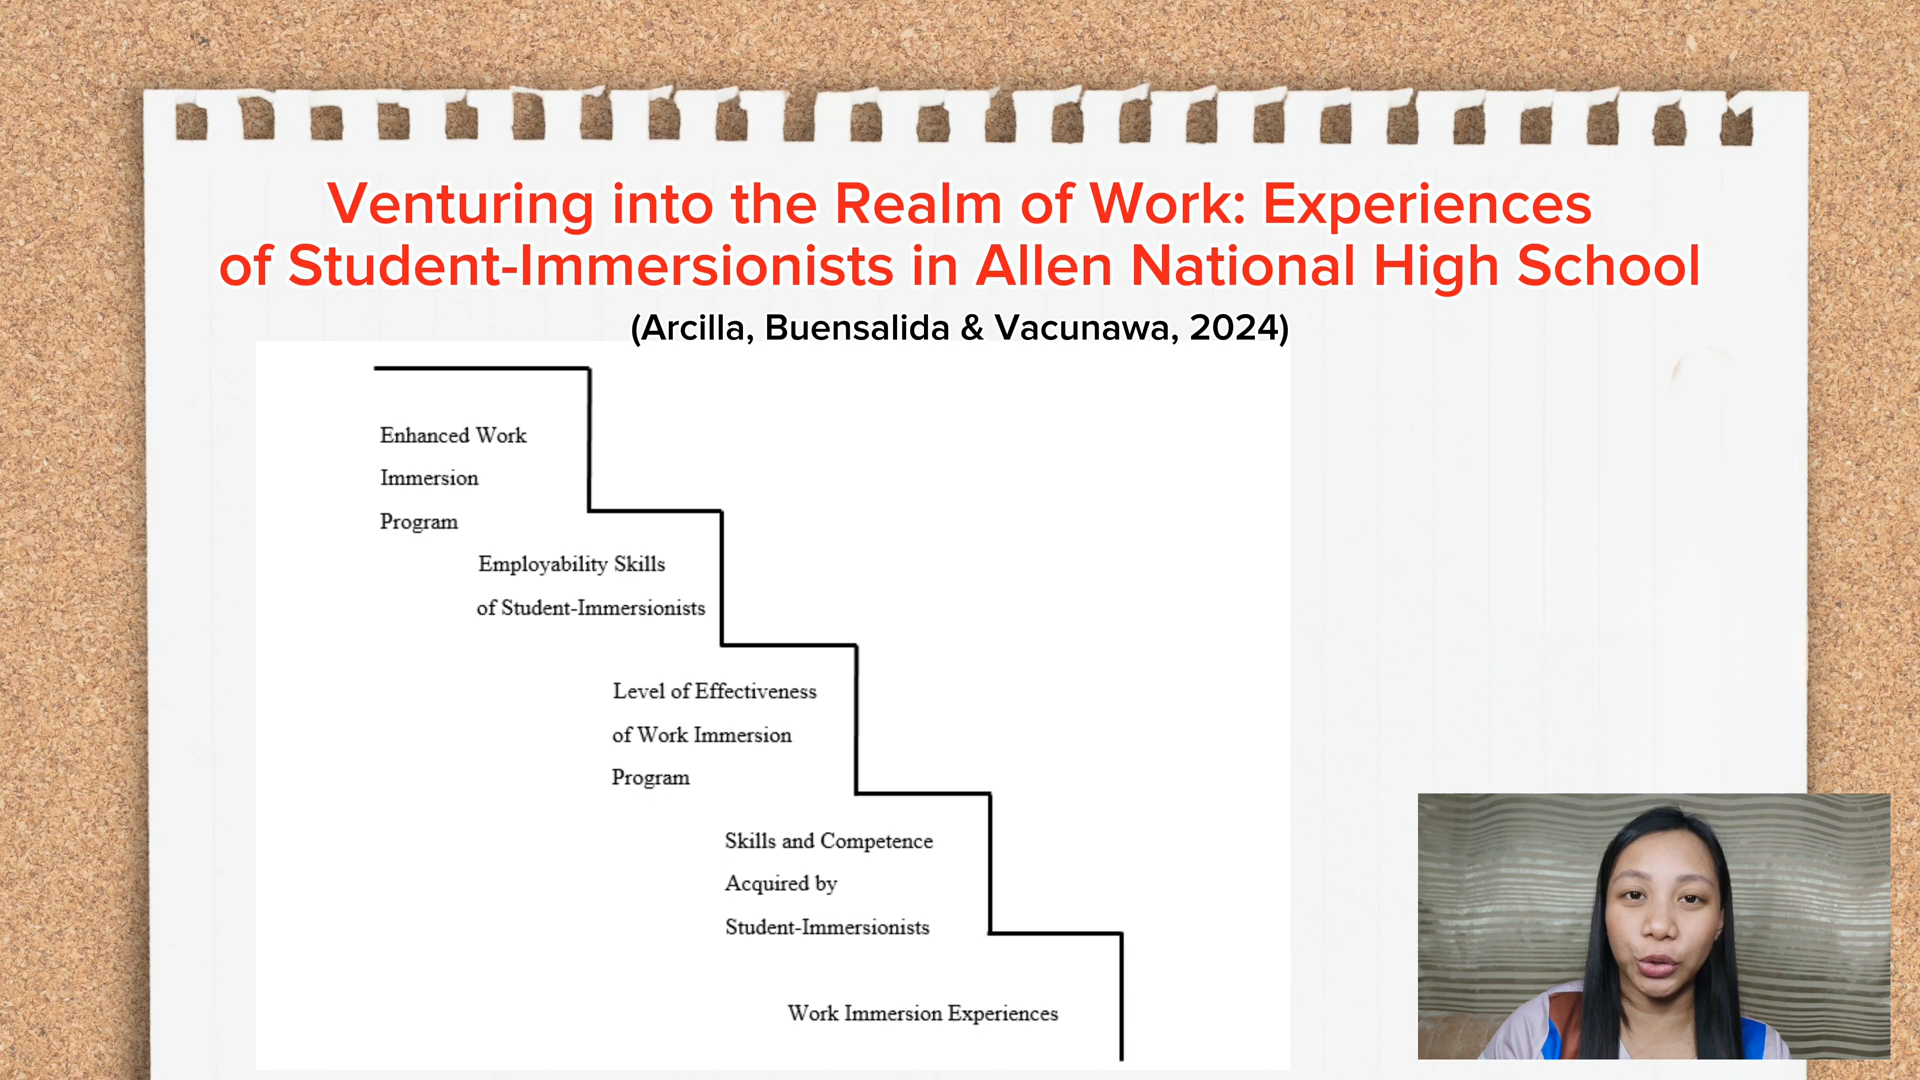 Venturing into the Realm of Work: Experiences
of Student-Immersionists in Allen National High School
(Arcilla, Buensalida & Vacunawa, 2024)
Enhanced Work
Immersion
Program
Employability Skills
of Student-Immersionists
Level of Effectiveness
of Work Immersion
Program
Skills and Competence
Acquired by
Student-Immersionists
Work Immersion Experiences